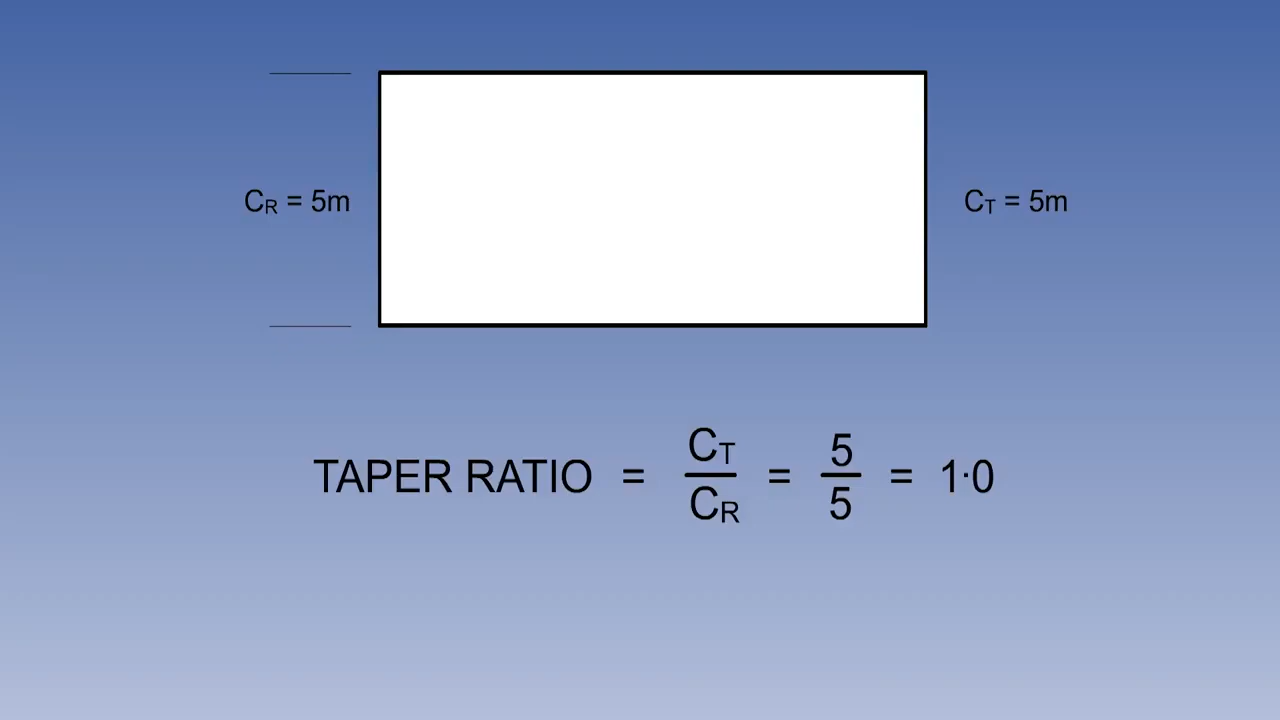 CR = 5m
CT = 5m
TAPER RATIO = CT/CR = 5/5 = 1·0